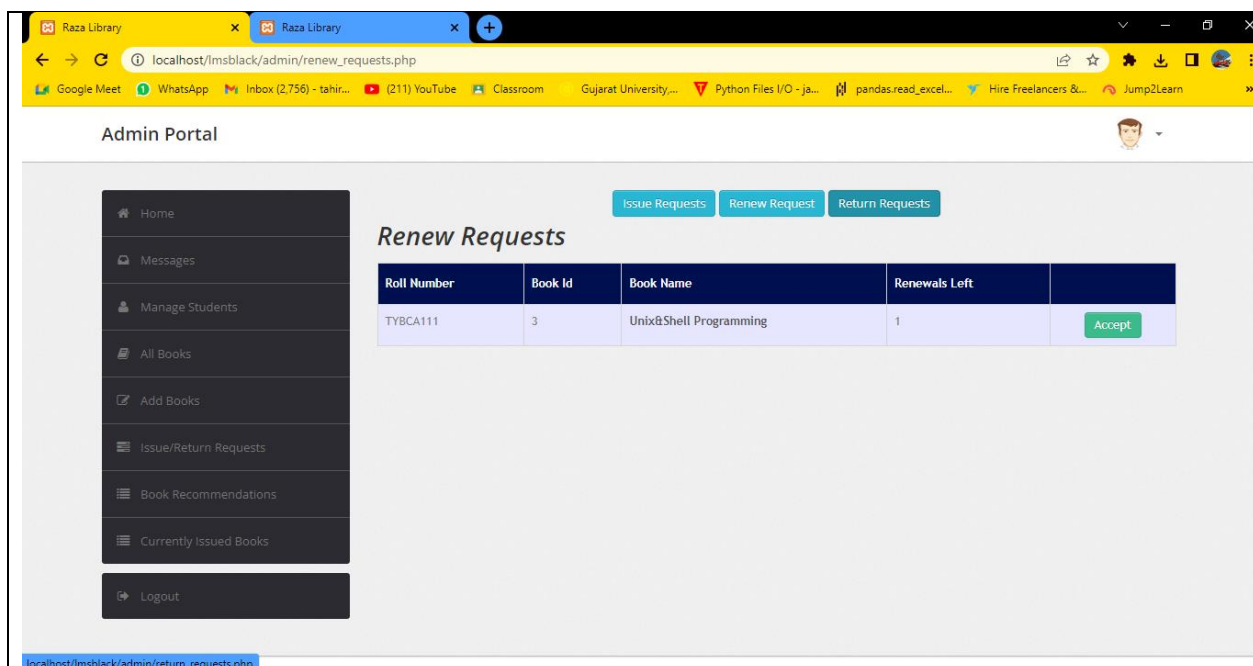 Raza Library
Raza Library
localhost/lmsblack/admin/renew_requests.php
Google Meet WhatsApp Inbox (2,756) - tahir... (211) YouTube Classroom Gujarat University,... Python Files I/O - ja... pandas.read_excel... Hire Freelancers &... Jump2Learn »
Admin Portal
Issue Requests Renew Request Return Requests
Renew Requests
Roll Number Book Id Book Name Renewals Left
TYBCA111 3 Unix&Shell Programming 1 Accept
Home
Messages
Manage Students
All Books
Add Books
Issue/Return Requests
Book Recommendations
Currently Issued Books
Logout
localhost/lmsblack/admin/return_requests.php